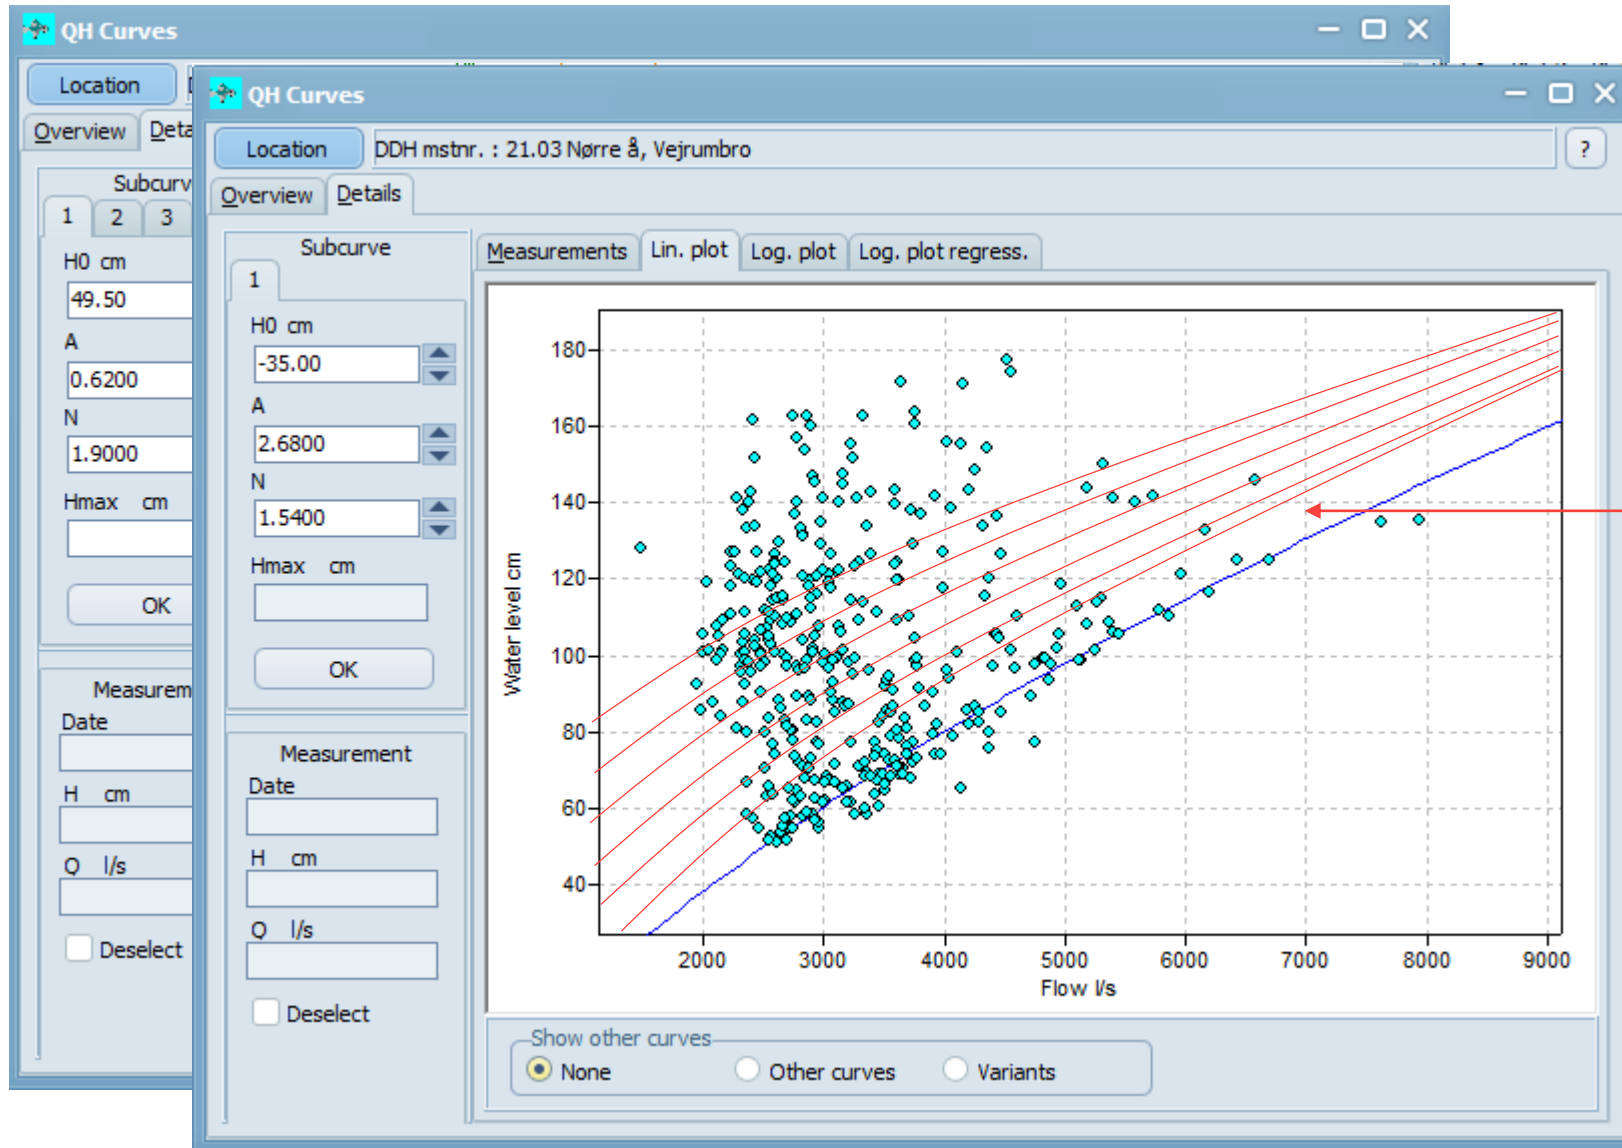 QH Curves
Location
Overview
Subcurv
1 2 3
H0 cm
49.50
A
0.6200
N
1.9000
Hmax cm
OK
Measurem
Date
H cm
Q l/s
Deselect
QH Curves
Location DDH mstnr. : 21.03 Nørre å, Vejrumbro ?
Overview Details
Subcurve
1
H0 cm
-35.00
A
2.6800
N
1.5400
Hmax cm
OK
Measurement
Date
H cm
Q l/s
Deselect
Measurements Lin. plot Log. plot Log. plot regress.
Water level cm
180
160
140
120
100
80
60
40
2000 3000 4000 5000 6000 7000 8000 9000
Flow l/s
Show other curves
None Other curves Variants